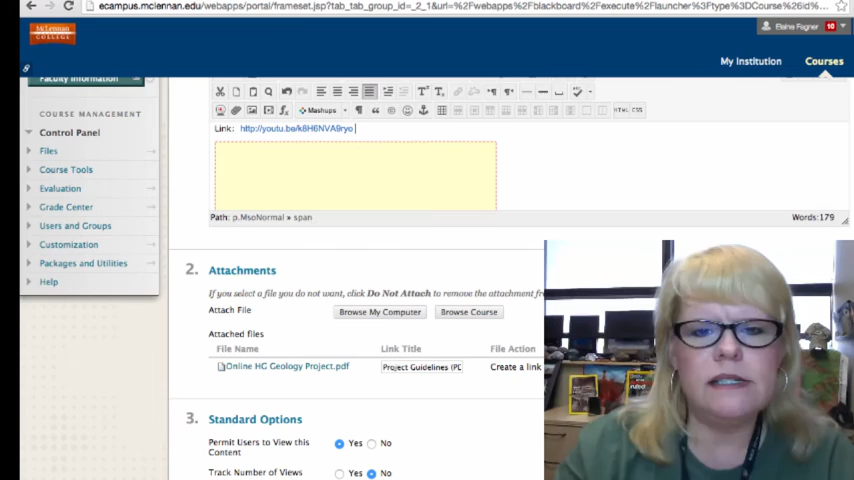 ecampus.mclennan.edu/webapps/portal/frameset.jsp?tab_tab_group_id=_2_1&url=%2Fwebapps%2Fblackboard%2Fexecute%2Flauncher%3Ftype%3DCourse%26id%
McLENNAN
COLLEGE
Elaine Fagner 10
My Institution Courses
Faculty Information
COURSE MANAGEMENT
Control Panel
Files
Course Tools
Evaluation
Grade Center
Users and Groups
Customization
Packages and Utilities
Help
Mashups
HTML CSS
Link: http://youtu.be/k8H6NVA9ryo
Path: p.MsoNormal » span Words:179
2. Attachments
If you select a file you do not want, click Do Not Attach to remove the attachment fr
Attach File Browse My Computer Browse Course
Attached files
File Name Link Title File Action
Online HG Geology Project.pdf Project Guidelines (PD Create a link
3. Standard Options
Permit Users to View this Yes No
Content
Track Number of Views Yes No